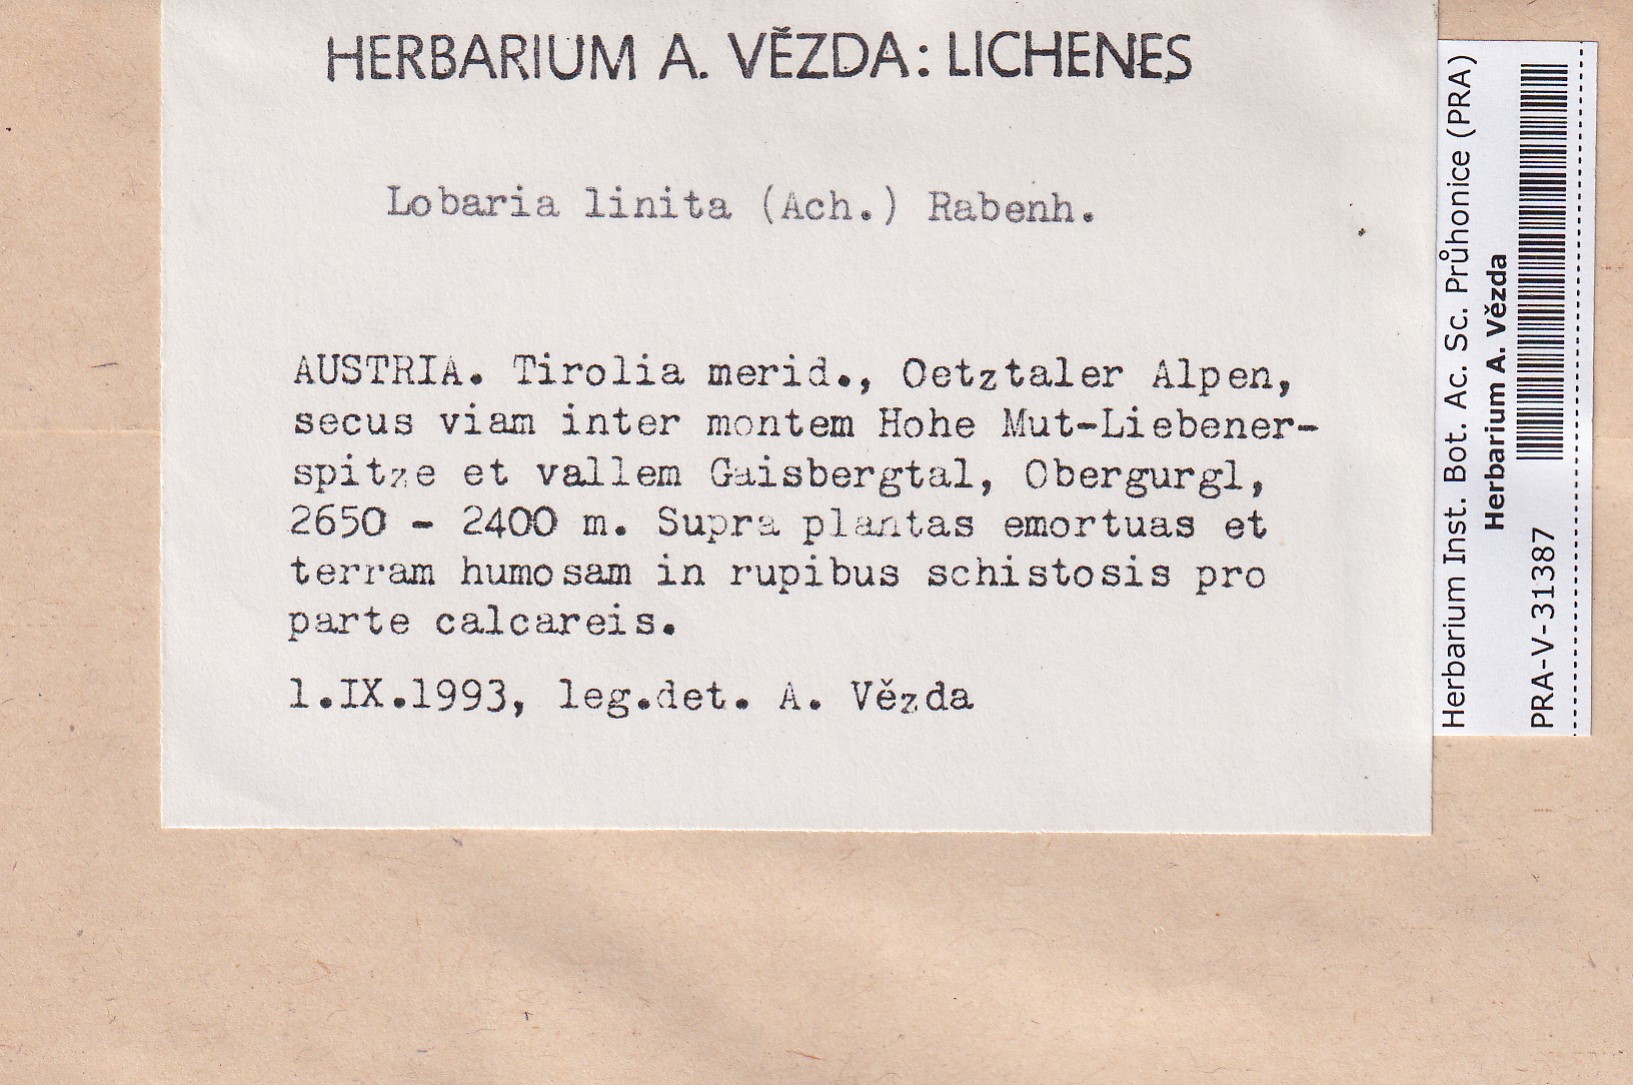 HERBARIUM A. VĚZDA: LICHENES
Lobaria linita (Ach.) Rabenh.
AUSTRIA. Tirolia merid., Oetztaler Alpen,
secus viam inter montem Hohe Mut-Liebener-
spitze et vallem Gaisbergtal, Obergurgl,
2650 - 2400 m. Supra plantas emortuas et
terram humosam in rupibus schistosis pro
parte calcareis.
1.IX.1993, leg.det. A. Vězda
Herbarium Inst. Bot. Ac. Sc. Průhonice (PRA)
Herbarium A. Vězda
PRA-V-31387